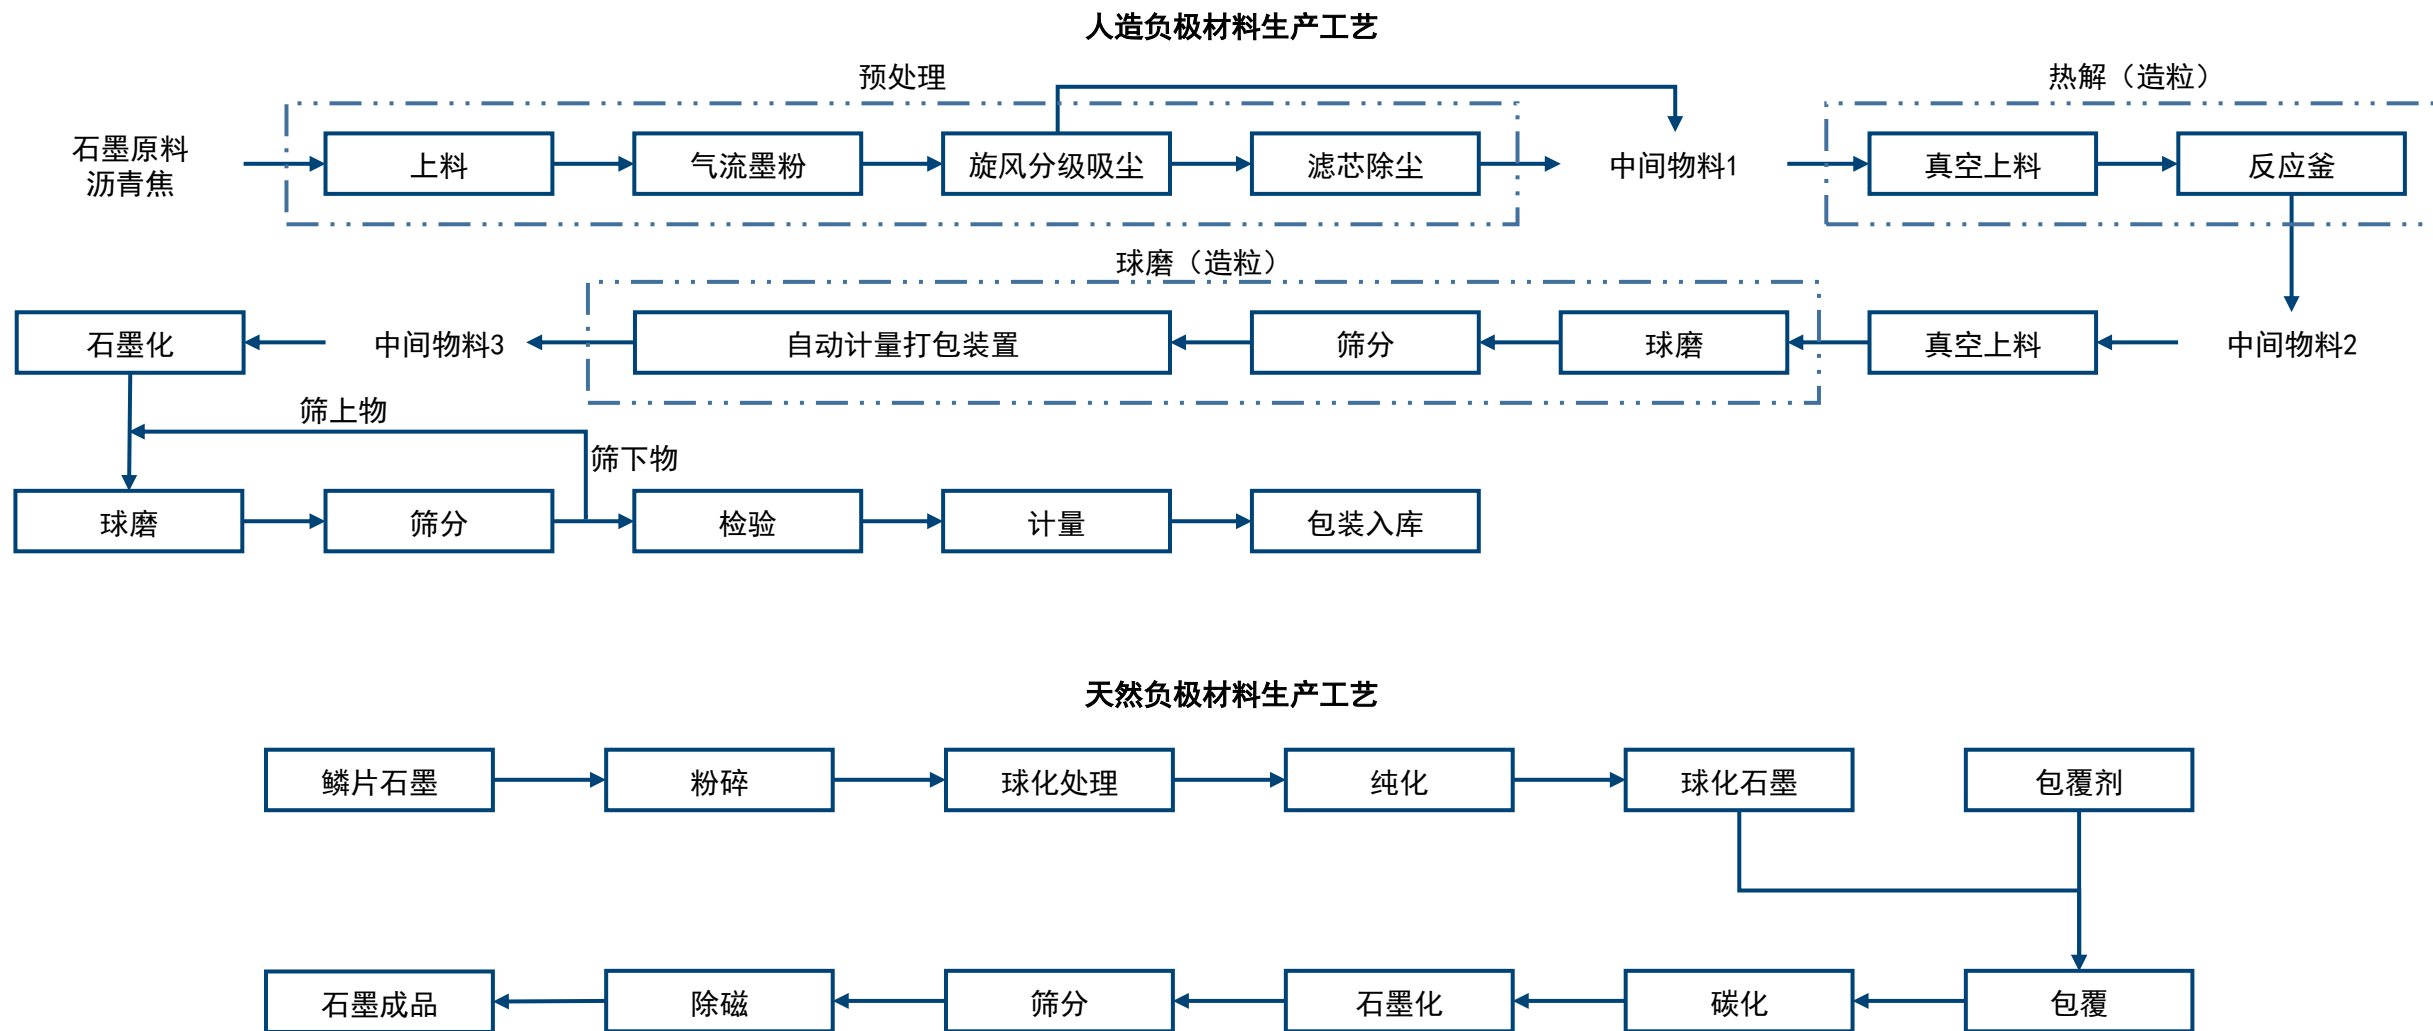 人造负极材料生产工艺
预处理
热解（造粒）
石墨原料
沥青焦
上料
气流墨粉
旋风分级吸尘
滤芯除尘
中间物料1
真空上料
反应釜
球磨（造粒）
石墨化
中间物料3
自动计量打包装置
筛分
球磨
真空上料
中间物料2
筛上物
筛下物
球磨
筛分
检验
计量
包装入库
天然负极材料生产工艺
鳞片石墨
粉碎
球化处理
纯化
球化石墨
包覆剂
石墨成品
除磁
筛分
石墨化
碳化
包覆